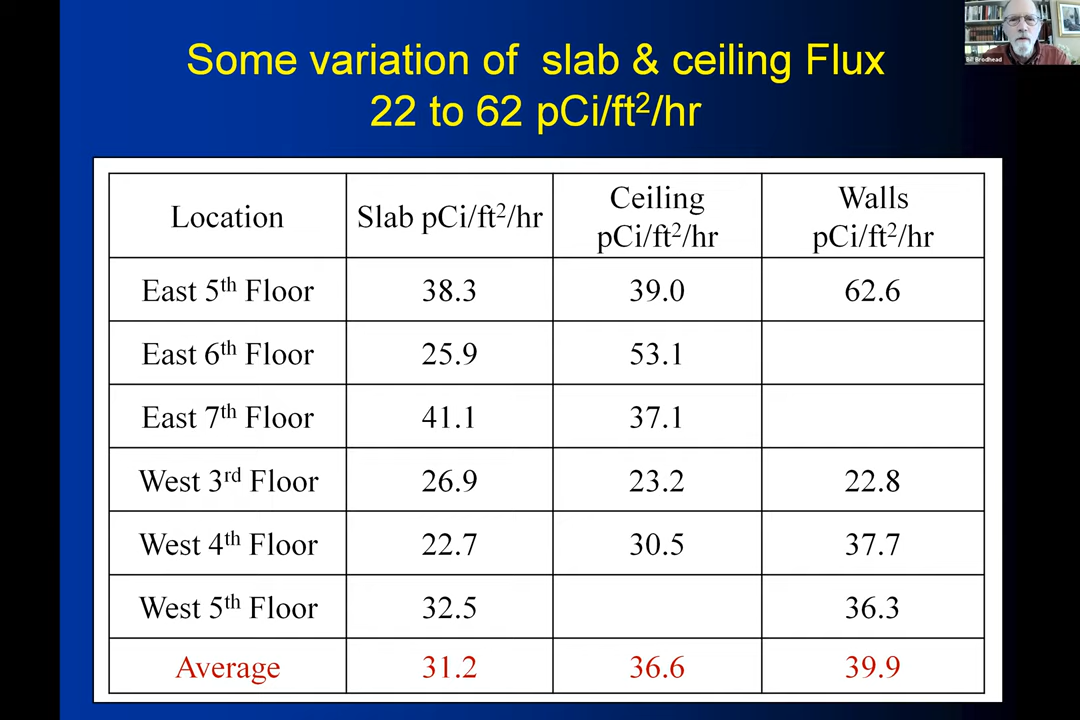 Some variation of slab & ceiling Flux
22 to 62 pCi/ft²/hr
Bill Brodhead
Location Slab pCi/ft²/hr Ceiling pCi/ft²/hr Walls pCi/ft²/hr
East 5th Floor 38.3 39.0 62.6
East 6th Floor 25.9 53.1
East 7th Floor 41.1 37.1
West 3rd Floor 26.9 23.2 22.8
West 4th Floor 22.7 30.5 37.7
West 5th Floor 32.5 36.3
Average 31.2 36.6 39.9